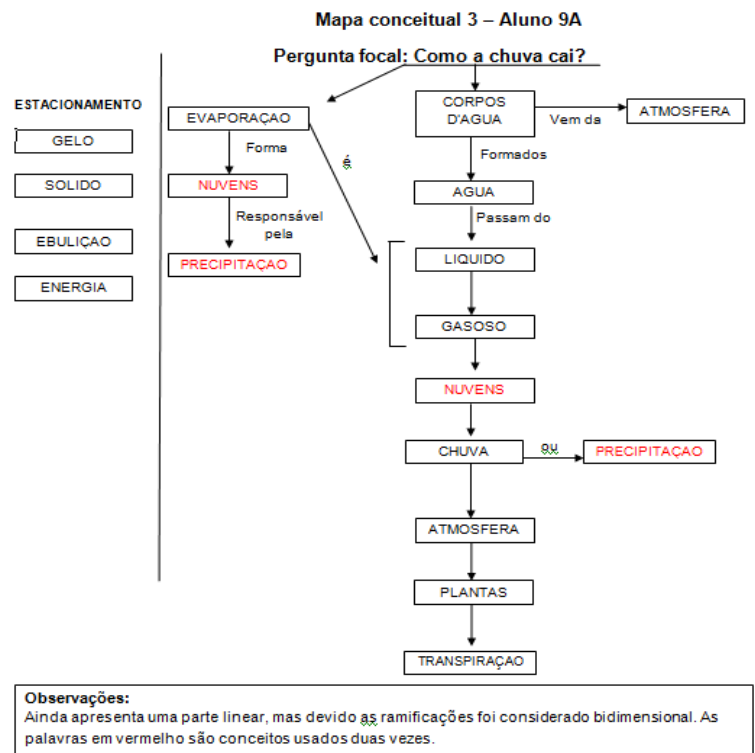 Mapa conceitual 3 – Aluno 9A
Pergunta focal: Como a chuva cai?
ESTACIONAMENTO
GELO
SOLIDO
EBULIÇAO
ENERGIA
EVAPORAÇAO
Forma
NUVENS
Responsável
pela
PRECIPITAÇAO
é
CORPOS
D'AGUA
Vem da
ATMOSFERA
Formados
AGUA
Passam do
LIQUIDO
GASOSO
NUVENS
CHUVA
ou
PRECIPITAÇAO
ATMOSFERA
PLANTAS
TRANSPIRAÇAO
Observações:
Ainda apresenta uma parte linear, mas devido as ramificações foi considerado bidimensional. As
palavras em vermelho são conceitos usados duas vezes.